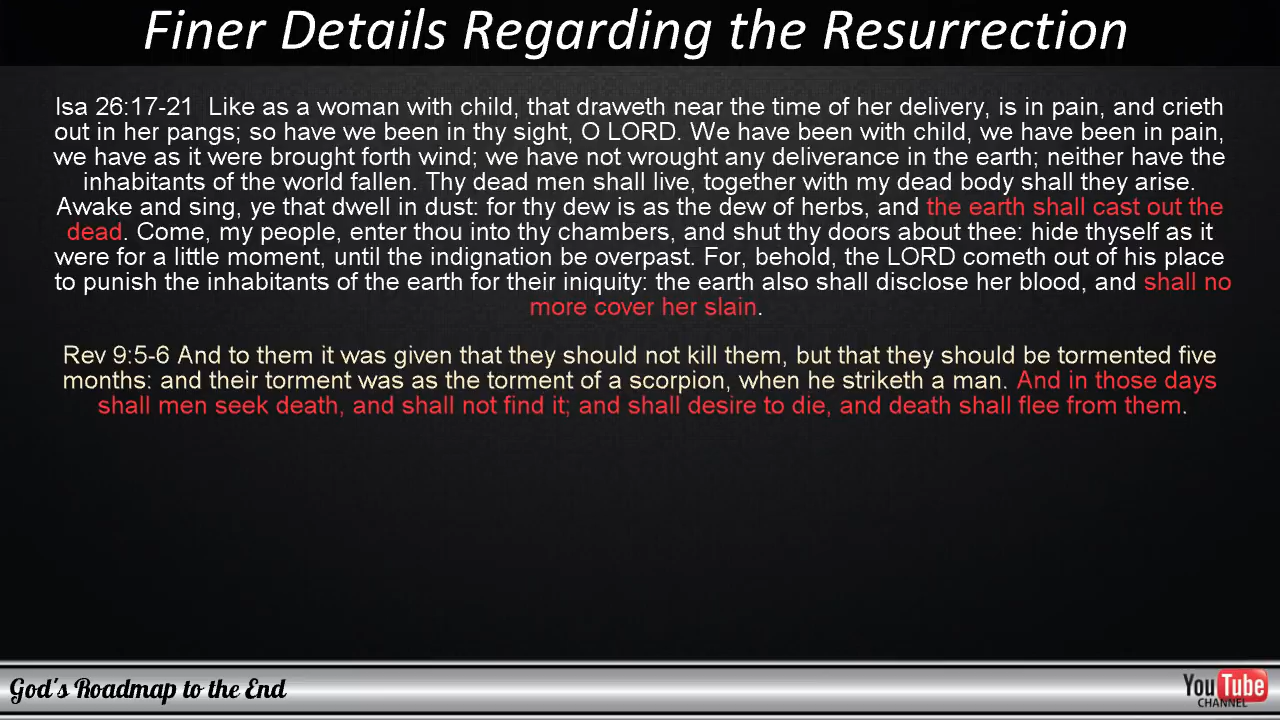 Finer Details Regarding the Resurrection
Isa 26:17-21  Like as a woman with child, that draweth near the time of her delivery, is in pain, and crieth
out in her pangs; so have we been in thy sight, O LORD. We have been with child, we have been in pain,
we have as it were brought forth wind; we have not wrought any deliverance in the earth; neither have the
inhabitants of the world fallen. Thy dead men shall live, together with my dead body shall they arise.
Awake and sing, ye that dwell in dust: for thy dew is as the dew of herbs, and the earth shall cast out the
dead. Come, my people, enter thou into thy chambers, and shut thy doors about thee: hide thyself as it
were for a little moment, until the indignation be overpast. For, behold, the LORD cometh out of his place
to punish the inhabitants of the earth for their iniquity: the earth also shall disclose her blood, and shall no
more cover her slain.
Rev 9:5-6 And to them it was given that they should not kill them, but that they should be tormented five
months: and their torment was as the torment of a scorpion, when he striketh a man. And in those days
shall men seek death, and shall not find it; and shall desire to die, and death shall flee from them.
God's Roadmap to the End
YouTube
CHANNEL